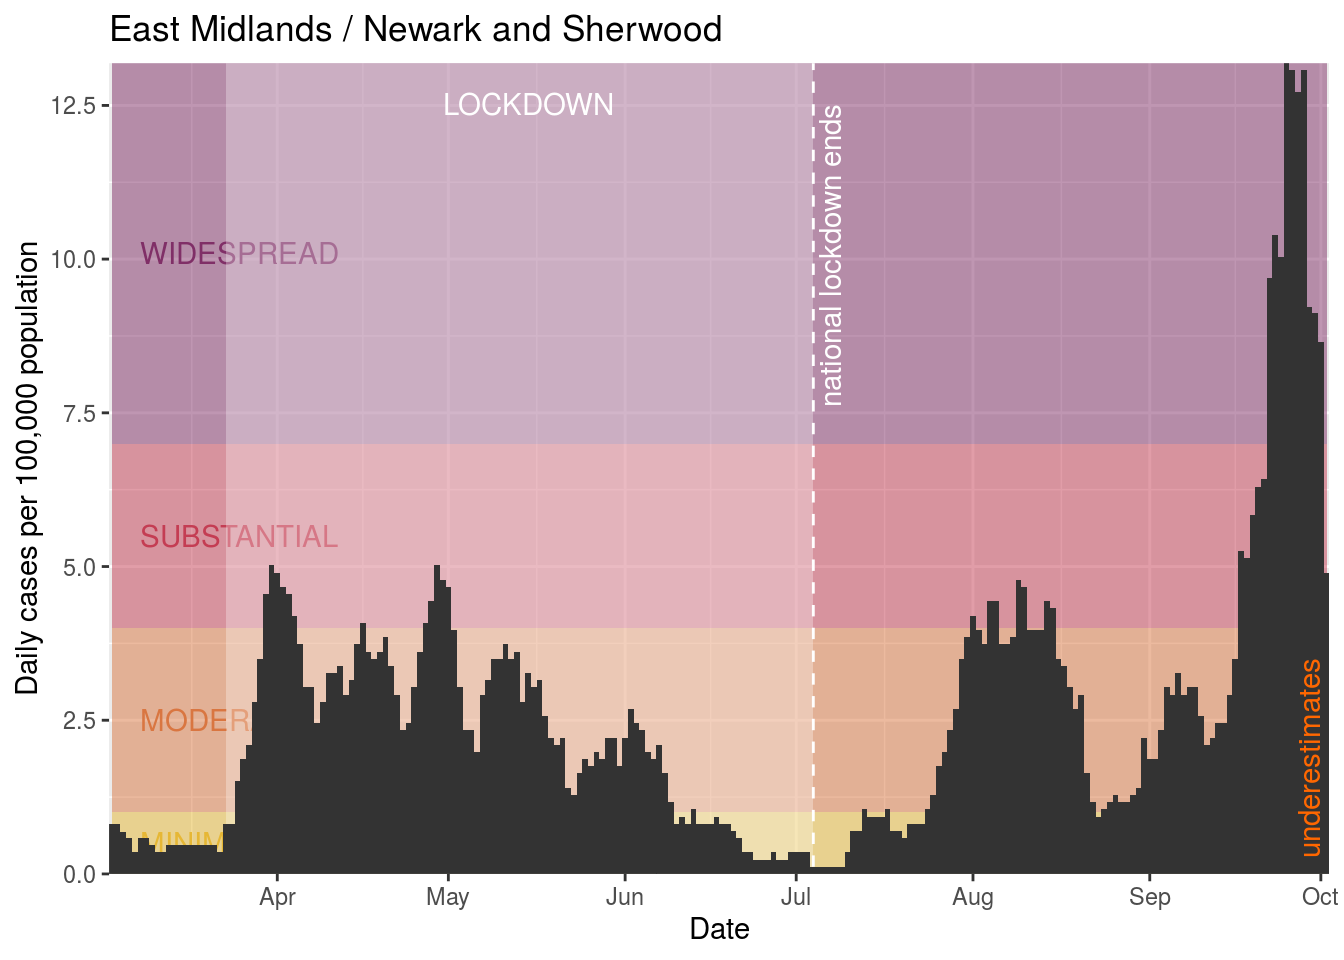 East Midlands / Newark and Sherwood
Daily cases per 100,000 population
12.5
10.0
7.5
5.0
2.5
0.0
LOCKDOWN
national lockdown ends
WIDESPREAD
SUBSTANTIAL
MODER
MINIM
underestimates
Apr
May
Jun
Jul
Aug
Sep
Oct
Date